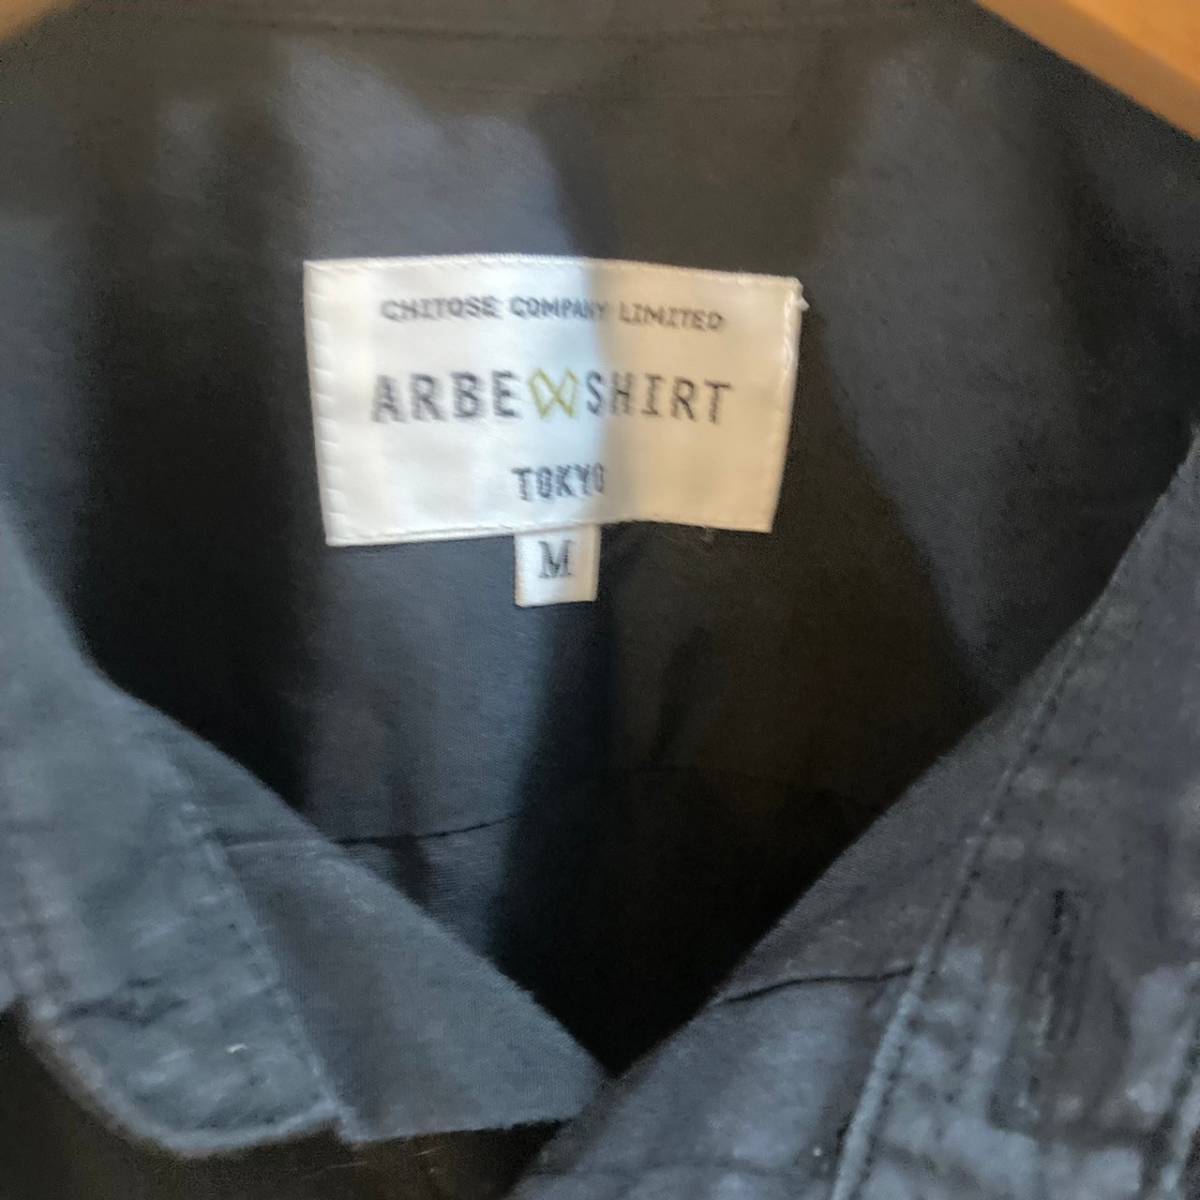 CHITOSE COMPANY LIMITED
ARBE SHIRT
TOKYO
M